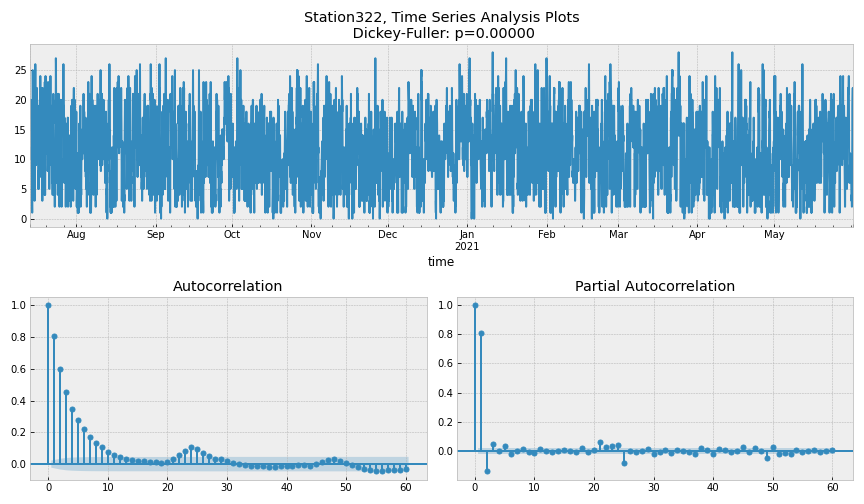 Station322, Time Series Analysis Plots
Dickey-Fuller: p=0.00000
25
20
15
10
5
0
Aug Sep Oct Nov Dec Jan Feb Mar Apr May
2021
time
Autocorrelation
1.0
0.8
0.6
0.4
0.2
0.0
0 10 20 30 40 50 60
Partial Autocorrelation
1.0
0.8
0.6
0.4
0.2
0.0
0 10 20 30 40 50 60